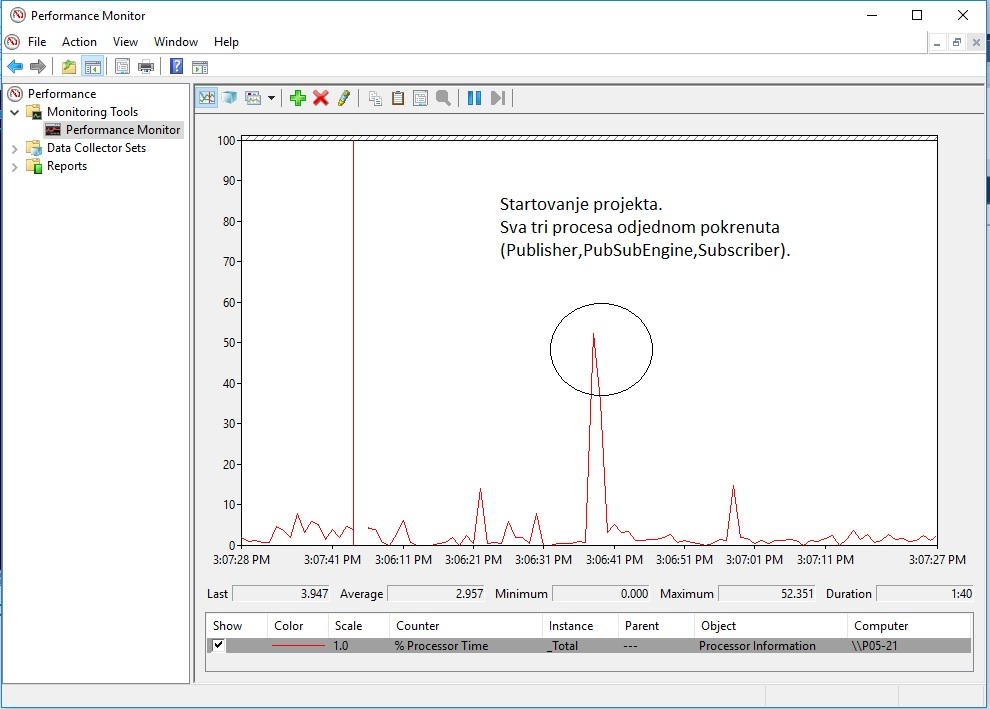 Performance Monitor
File Action View Window Help
Performance
Monitoring Tools
Performance Monitor
Data Collector Sets
Reports
100
90
80
70
60
50
40
30
20
10
0
Startovanje projekta.
Sva tri procesa odjednom pokrenuta
(Publisher,PubSubEngine,Subscriber).
3:07:28 PM 3:07:41 PM 3:06:11 PM 3:06:21 PM 3:06:31 PM 3:06:41 PM 3:06:51 PM 3:07:01 PM 3:07:11 PM 3:07:27 PM
Last 3.947 Average 2.957 Minimum 0.000 Maximum 52.351 Duration 1:40
Show Color Scale Counter Instance Parent Object Computer
1.0 % Processor Time _Total --- Processor Information \\P05-21